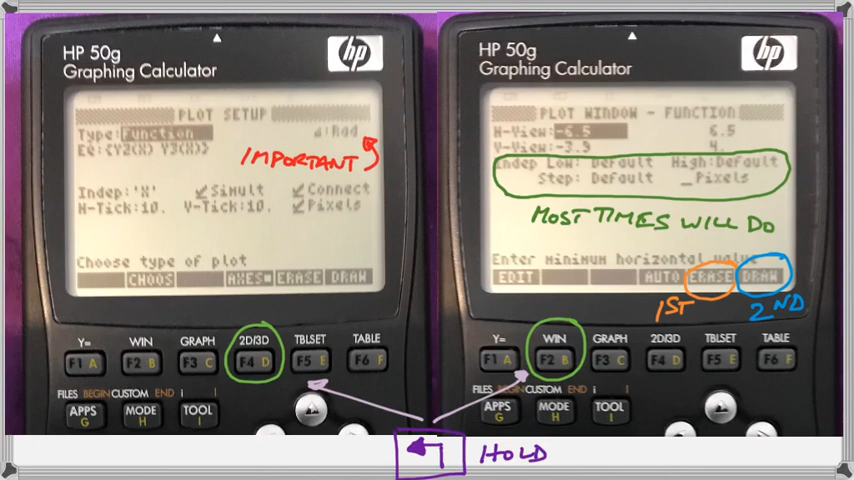 HP 50g
Graphing Calculator
hp
PLOT SETUP
Type:Function ∡:Rad
EQ:{Y2(X) Y3(X)}
IMPORTANT
Indep:'X' ✓Simult ✓Connect
H-Tick:10. V-Tick:10. ✓Pixels
Choose type of plot
CHOOS AXES■ ERASE DRAW
Y= WIN GRAPH 2D/3D TBLSET TABLE
F1 A F2 B F3 C F4 D F5 E F6 F
FILES BEGIN CUSTOM END i I
APPS MODE TOOL
G H I
HP 50g
Graphing Calculator
hp
PLOT WINDOW - FUNCTION
H-View:-6.5 6.5
V-View:-3.9 4.
Indep Low: Default High:Default
Step: Default _Pixels
MOST TIMES WILL DO
Enter minimum horizontal value
EDIT AUTO ERASE DRAW
1ST 2ND
Y= WIN GRAPH 2D/3D TBLSET TABLE
F1 A F2 B F3 C F4 D F5 E F6 F
FILES BEGIN CUSTOM END i I
APPS MODE TOOL
G H I
HOLD